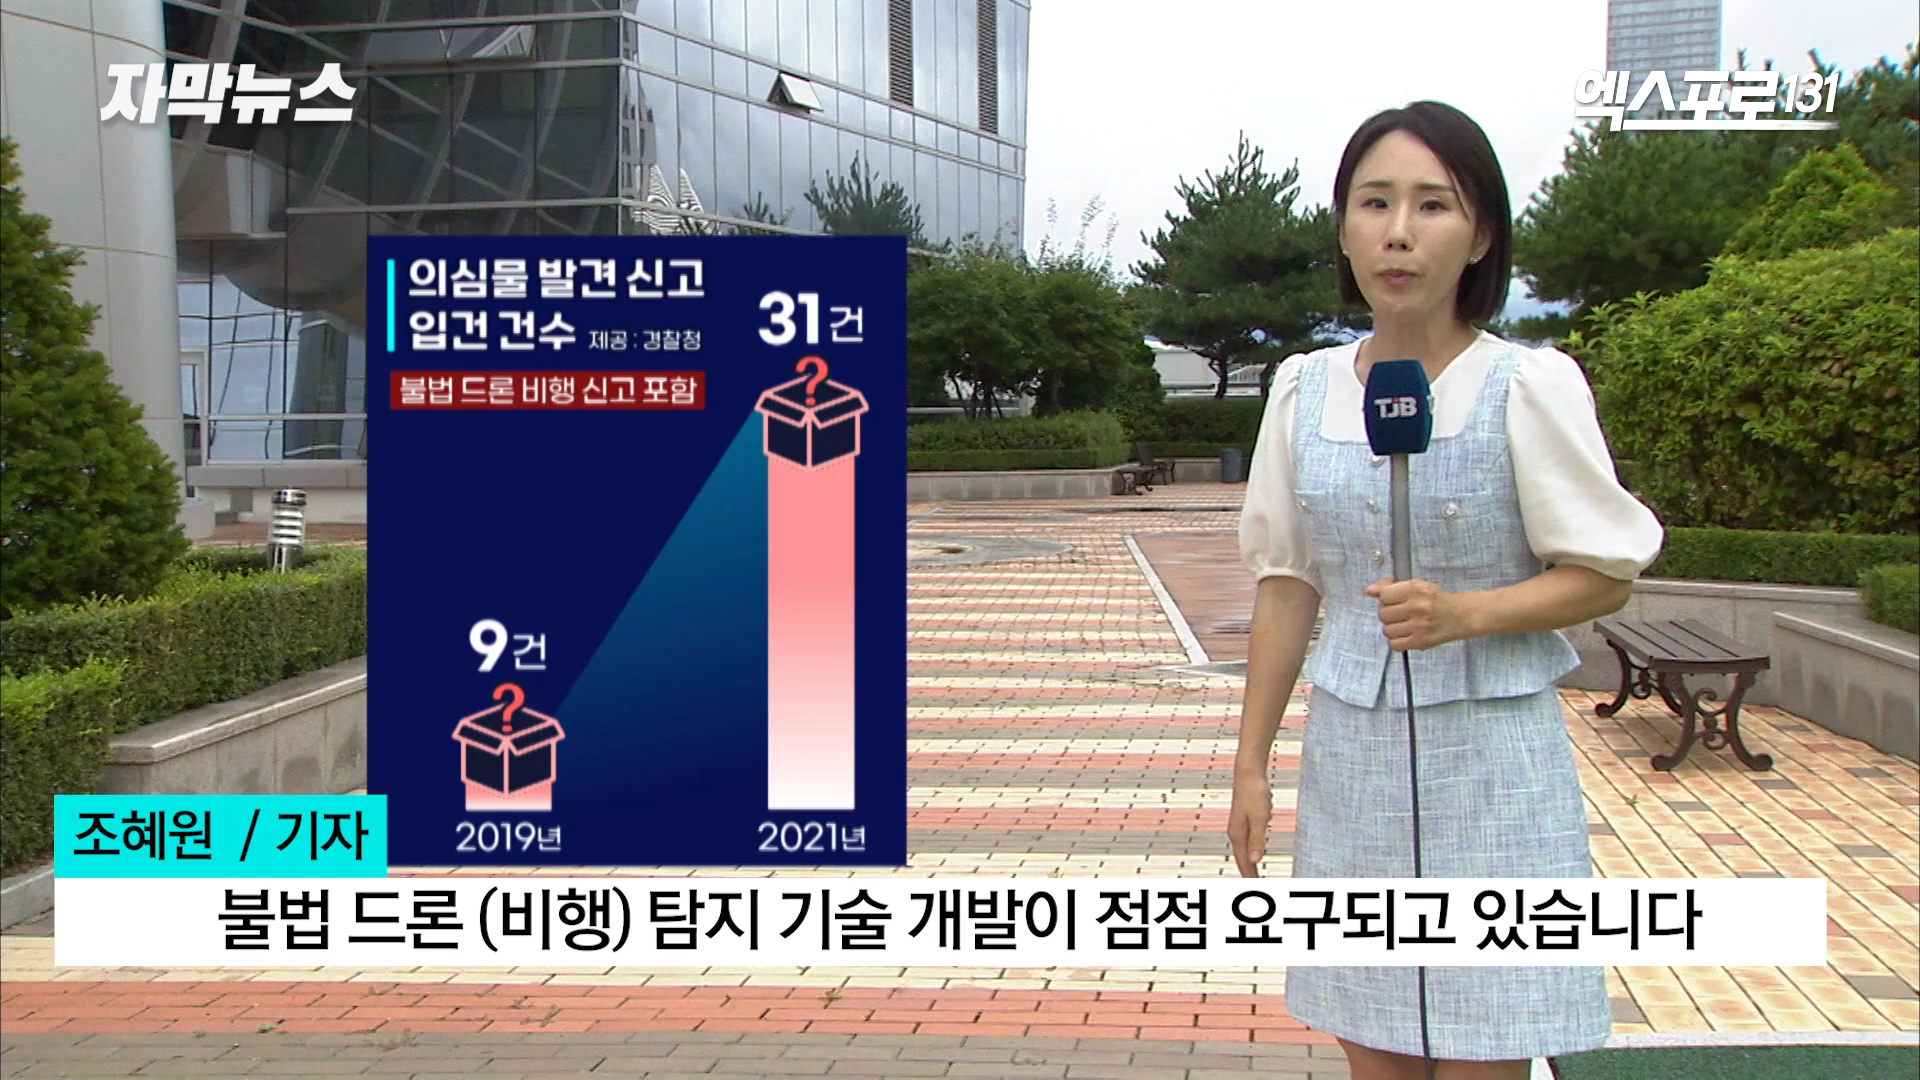 자막뉴스
엑스포로131
의심물 발견 신고
입건 건수 제공 : 경찰청
불법 드론 비행 신고 포함
31건
9건
2019년
2021년
TJB
조혜원 / 기자
불법 드론 (비행) 탐지 기술 개발이 점점 요구되고 있습니다